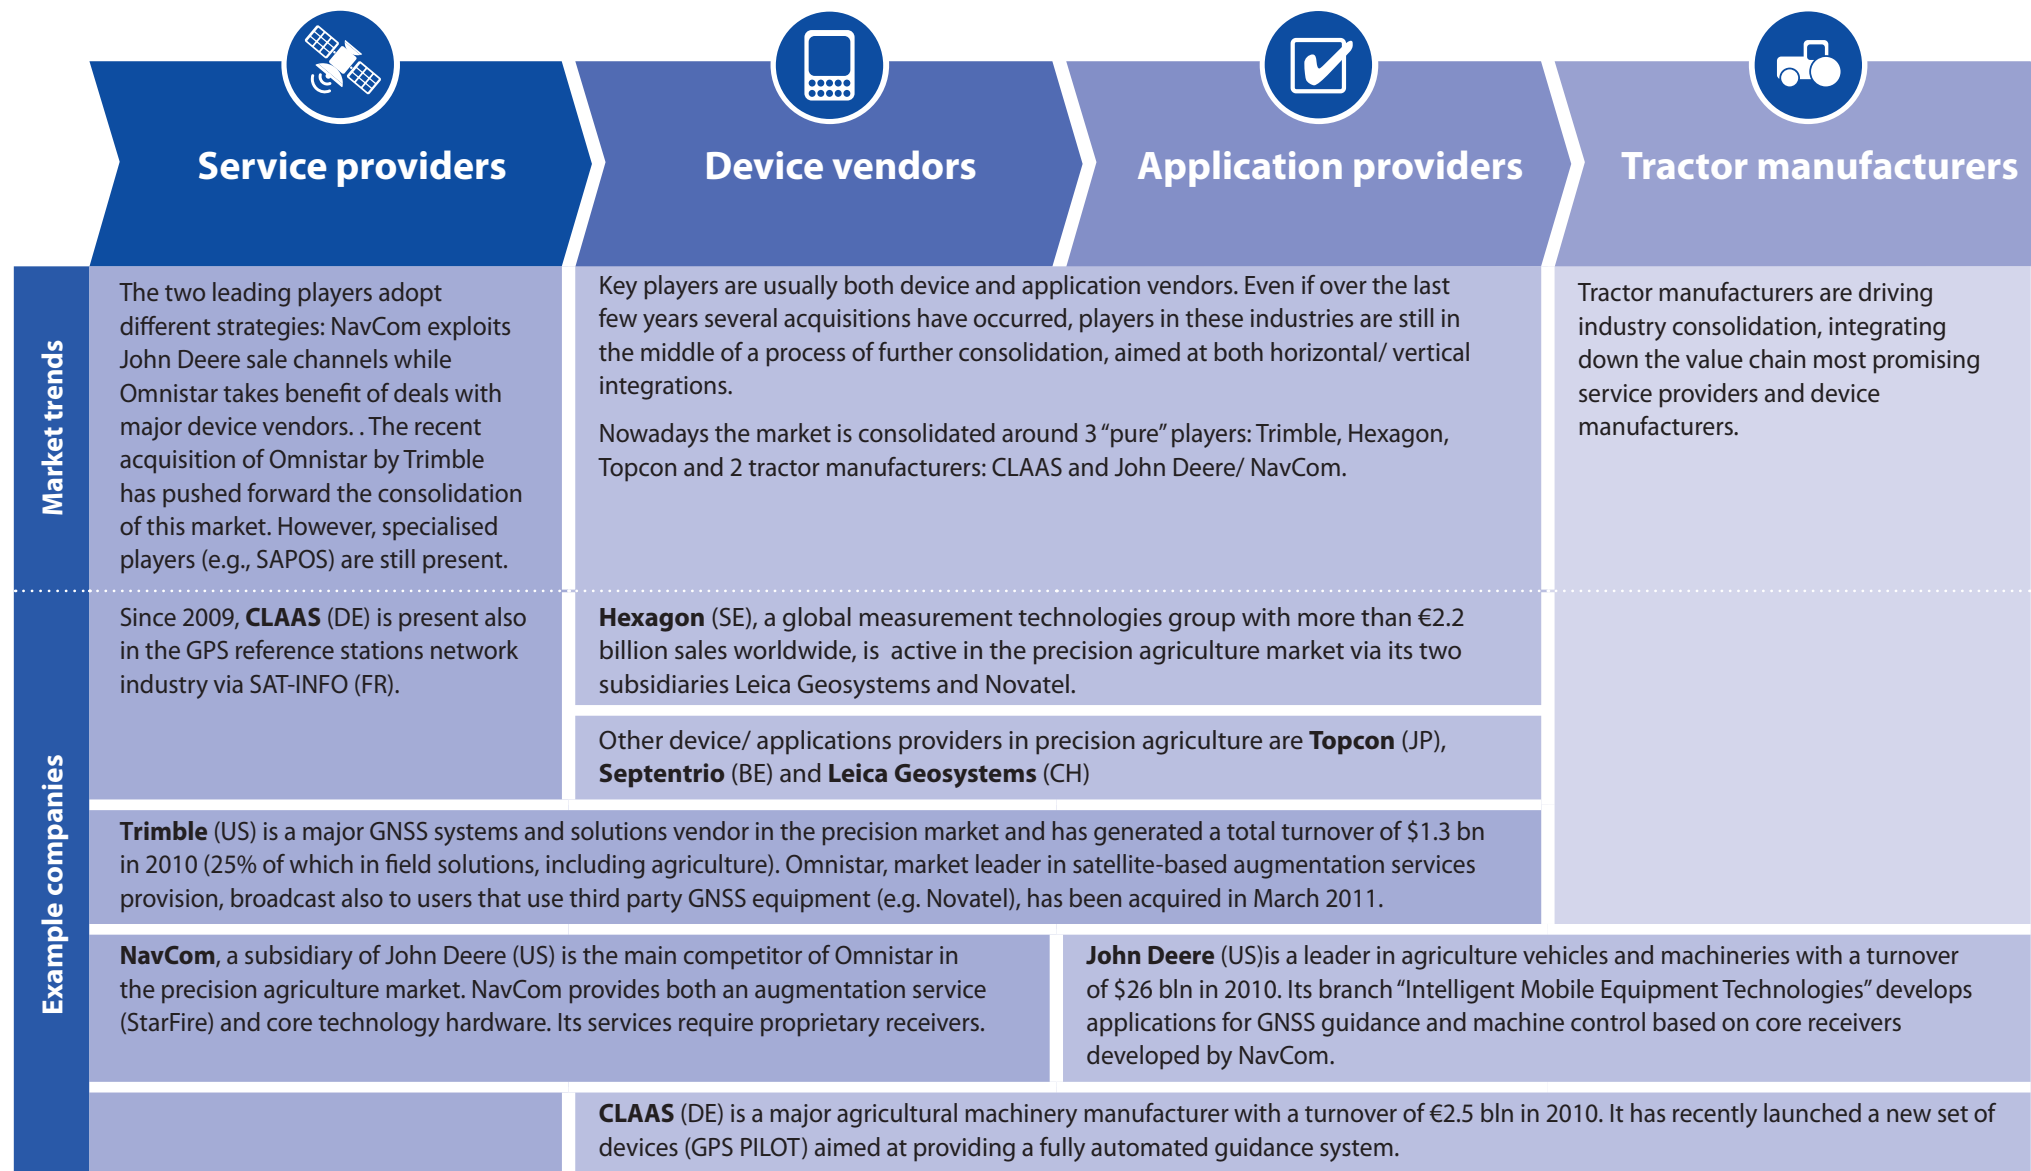 Service providers
Device vendors
Application providers
Tractor manufacturers
Market trends
The two leading players adopt
different strategies: NavCom exploits
John Deere sale channels while
Omnistar takes benefit of deals with
major device vendors. . The recent
acquisition of Omnistar by Trimble
has pushed forward the consolidation
of this market. However, specialised
players (e.g., SAPOS) are still present.
Key players are usually both device and application vendors. Even if over the last
few years several acquisitions have occurred, players in these industries are still in
the middle of a process of further consolidation, aimed at both horizontal/ vertical
integrations.
Nowadays the market is consolidated around 3 “pure” players: Trimble, Hexagon,
Topcon and 2 tractor manufacturers: CLAAS and John Deere/ NavCom.
Tractor manufacturers are driving
industry consolidation, integrating
down the value chain most promising
service providers and device
manufacturers.
Example companies
Since 2009, CLAAS (DE) is present also
in the GPS reference stations network
industry via SAT-INFO (FR).
Hexagon (SE), a global measurement technologies group with more than €2.2
billion sales worldwide, is active in the precision agriculture market via its two
subsidiaries Leica Geosystems and Novatel.
Other device/ applications providers in precision agriculture are Topcon (JP),
Septentrio (BE) and Leica Geosystems (CH)
Trimble (US) is a major GNSS systems and solutions vendor in the precision market and has generated a total turnover of $1.3 bn
in 2010 (25% of which in field solutions, including agriculture). Omnistar, market leader in satellite-based augmentation services
provision, broadcast also to users that use third party GNSS equipment (e.g. Novatel), has been acquired in March 2011.
NavCom, a subsidiary of John Deere (US) is the main competitor of Omnistar in
the precision agriculture market. NavCom provides both an augmentation service
(StarFire) and core technology hardware. Its services require proprietary receivers.
John Deere (US)is a leader in agriculture vehicles and machineries with a turnover
of $26 bln in 2010. Its branch “Intelligent Mobile Equipment Technologies” develops
applications for GNSS guidance and machine control based on core receivers
developed by NavCom.
CLAAS (DE) is a major agricultural machinery manufacturer with a turnover of €2.5 bln in 2010. It has recently launched a new set of
devices (GPS PILOT) aimed at providing a fully automated guidance system.